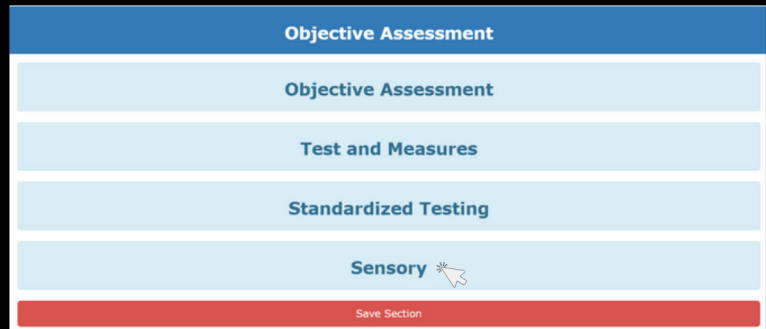 Objective Assessment
Objective Assessment
Test and Measures
Standardized Testing
Sensory
Save Section